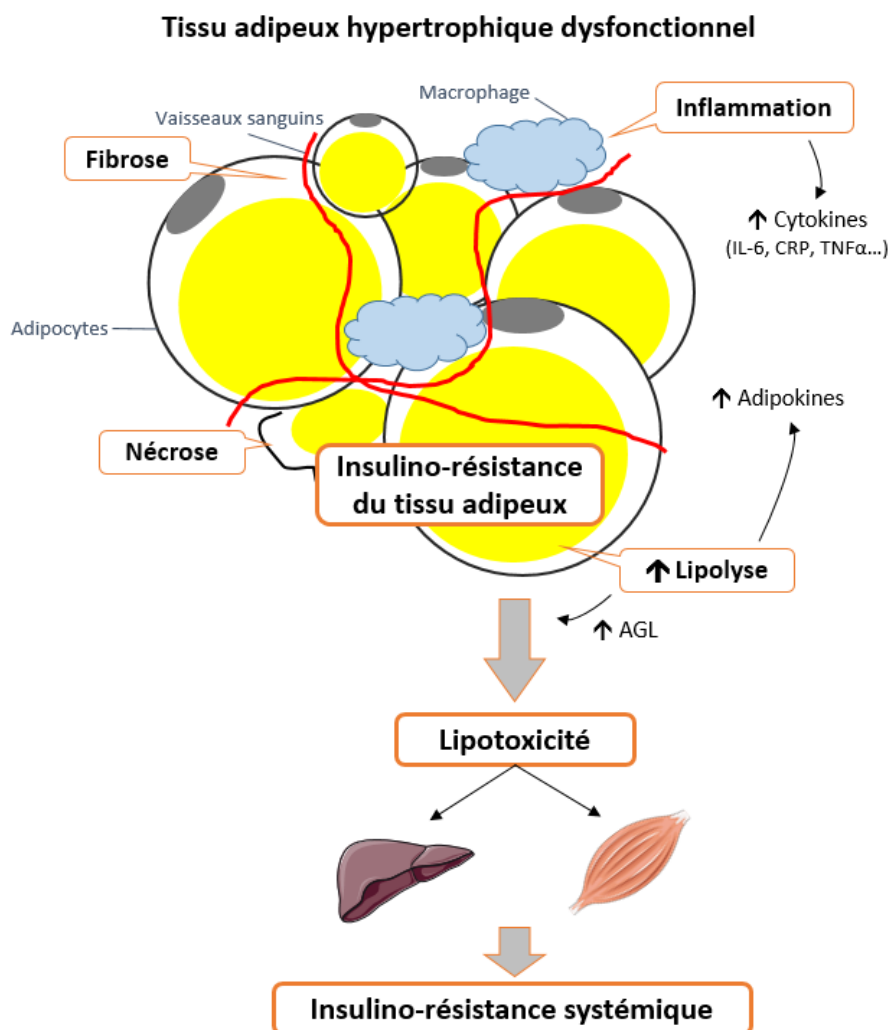 Tissu adipeux hypertrophique dysfonctionnel
Macrophage
Inflammation
Vaisseaux sanguins
Fibrose
↑ Cytokines
(IL-6, CRP, TNFα...)
Adipocytes
↑ Adipokines
Nécrose
Insulino-résistance
du tissu adipeux
↑ Lipolyse
↑ AGL
Lipotoxicité
Insulino-résistance systémique